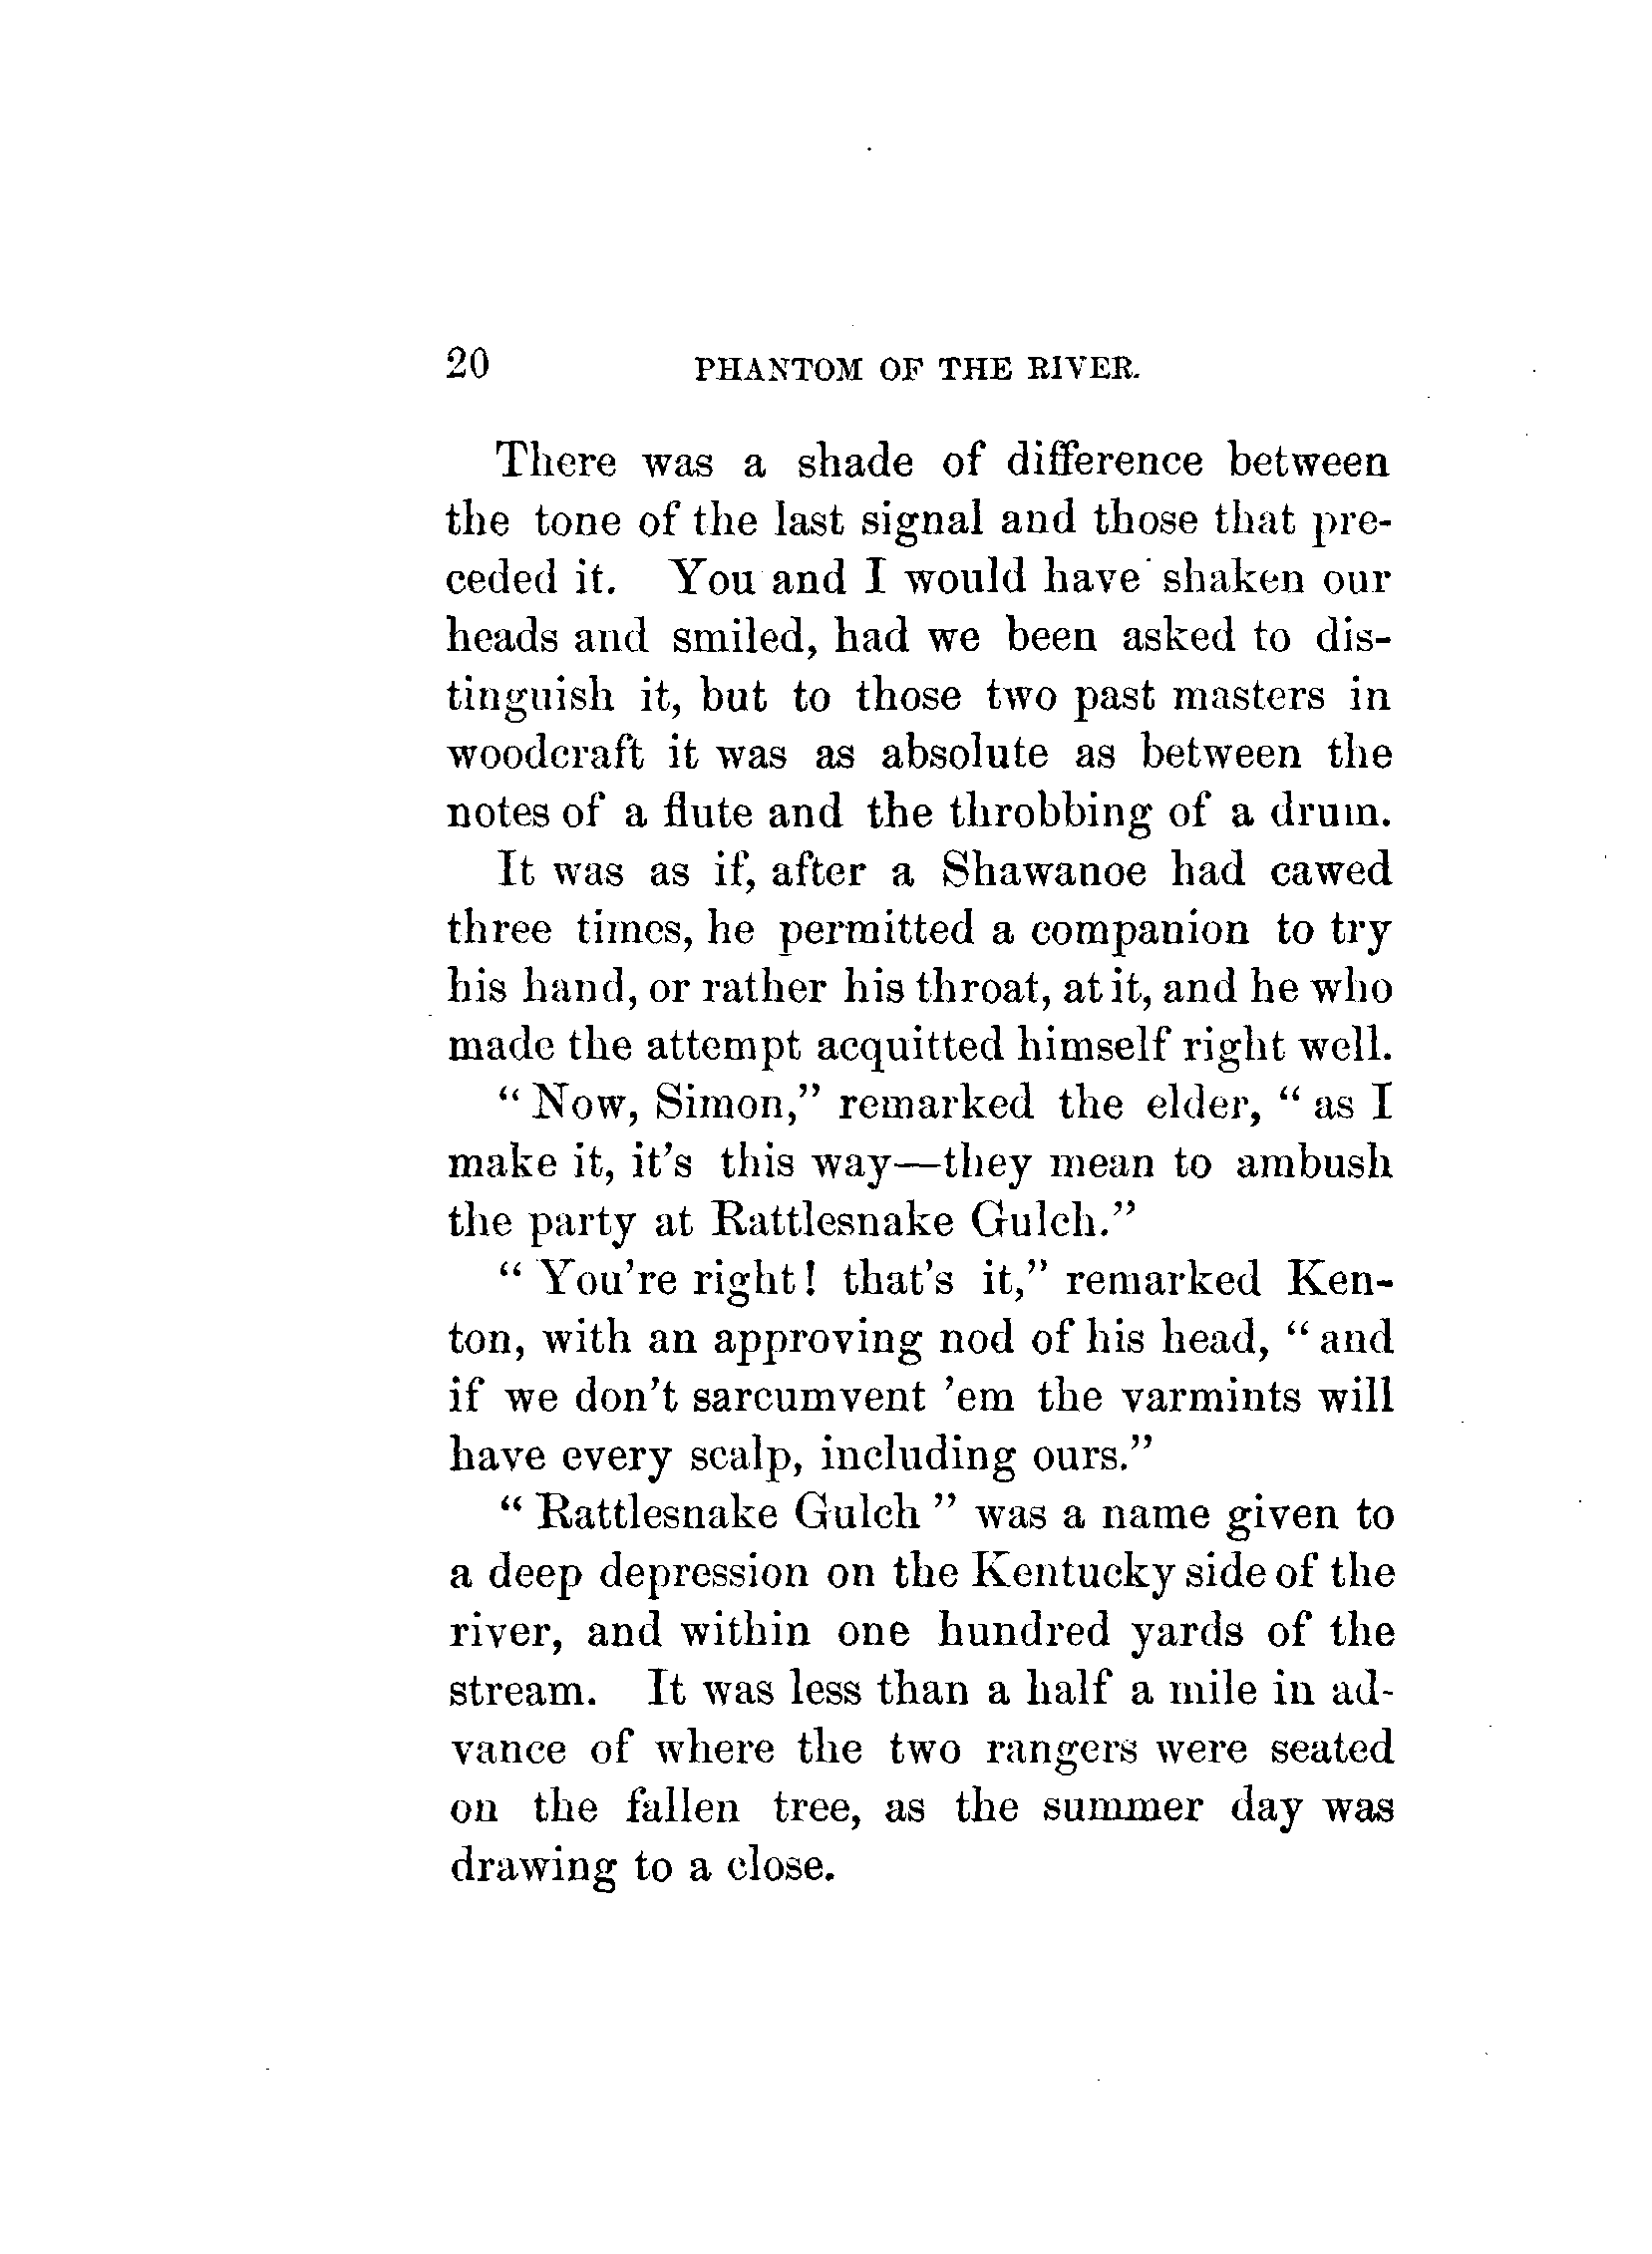 20 PHANTOM OF THE RIVER.
There was a shade of difference between
the tone of the last signal and those that pre-
ceded it. You and I would have shaken our
heads and smiled, had we been asked to dis-
tinguish it, but to those two past masters in
woodcraft it was as absolute as between the
notes of a flute and the throbbing of a drum.
It was as if, after a Shawanoe had cawed
three times, he permitted a companion to try
his hand, or rather his throat, at it, and he who
made the attempt acquitted himself right well.
“ Now, Simon,” remarked the elder, “ as I
make it, it's this way—they mean to ambush
the party at Rattlesnake Gulch.”
“ You're right! that's it,” remarked Ken-
ton, with an approving nod of his head, “ and
if we don't sarcumvent ’em the varmints will
have every scalp, including ours.”
“ Rattlesnake Gulch ” was a name given to
a deep depression on the Kentucky side of the
river, and within one hundred yards of the
stream. It was less than a half a mile in ad-
vance of where the two rangers were seated
on the fallen tree, as the summer day was
drawing to a close.